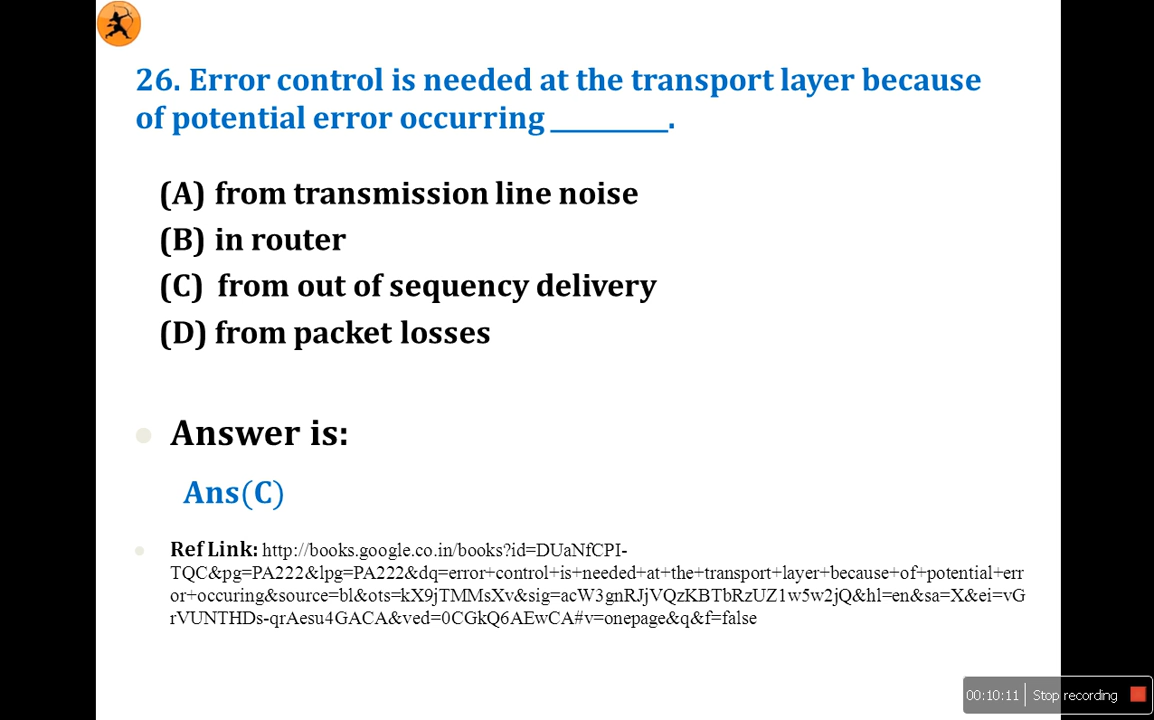 26. Error control is needed at the transport layer because
of potential error occurring __________.
(A) from transmission line noise
(B) in router
(C) from out of sequency delivery
(D) from packet losses
Answer is:
Ans(C)
Ref Link: http://books.google.co.in/books?id=DUaNfCPI-
TQC&pg=PA222&lpg=PA222&dq=error+control+is+needed+at+the+transport+layer+because+of+potential+err
or+occuring&source=bl&ots=kX9jTMMsXv&sig=acW3gnRJjVQzKBTbRzUZ1w5w2jQ&hl=en&sa=X&ei=vG
rVUNTHDs-qrAesu4GACA&ved=0CGkQ6AEwCA#v=onepage&q&f=false
00:10:11 Stop recording